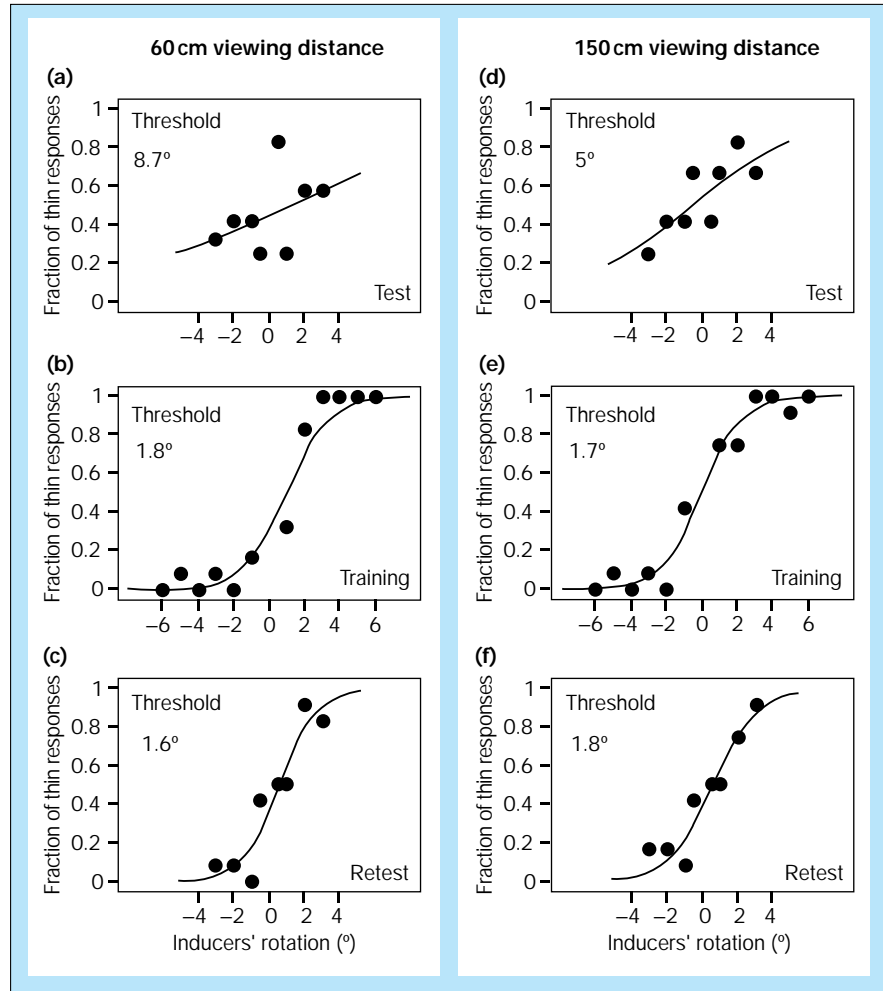 60 cm viewing distance
(a)
Fraction of thin responses
1
0.8
0.6
0.4
0.2
0
Threshold
8.7º
Test
−4 −2 0 2 4
(b)
Fraction of thin responses
1
0.8
0.6
0.4
0.2
0
Threshold
1.8º
Training
−6 −4 −2 0 2 4 6
(c)
Fraction of thin responses
1
0.8
0.6
0.4
0.2
0
Threshold
1.6º
Retest
−4 −2 0 2 4
Inducers' rotation (º)
150 cm viewing distance
(d)
Fraction of thin responses
1
0.8
0.6
0.4
0.2
0
Threshold
5º
Test
−4 −2 0 2 4
(e)
Fraction of thin responses
1
0.8
0.6
0.4
0.2
0
Threshold
1.7º
Training
−6 −4 −2 0 2 4 6
(f)
Fraction of thin responses
1
0.8
0.6
0.4
0.2
0
Threshold
1.8º
Retest
−4 −2 0 2 4
Inducers' rotation (º)